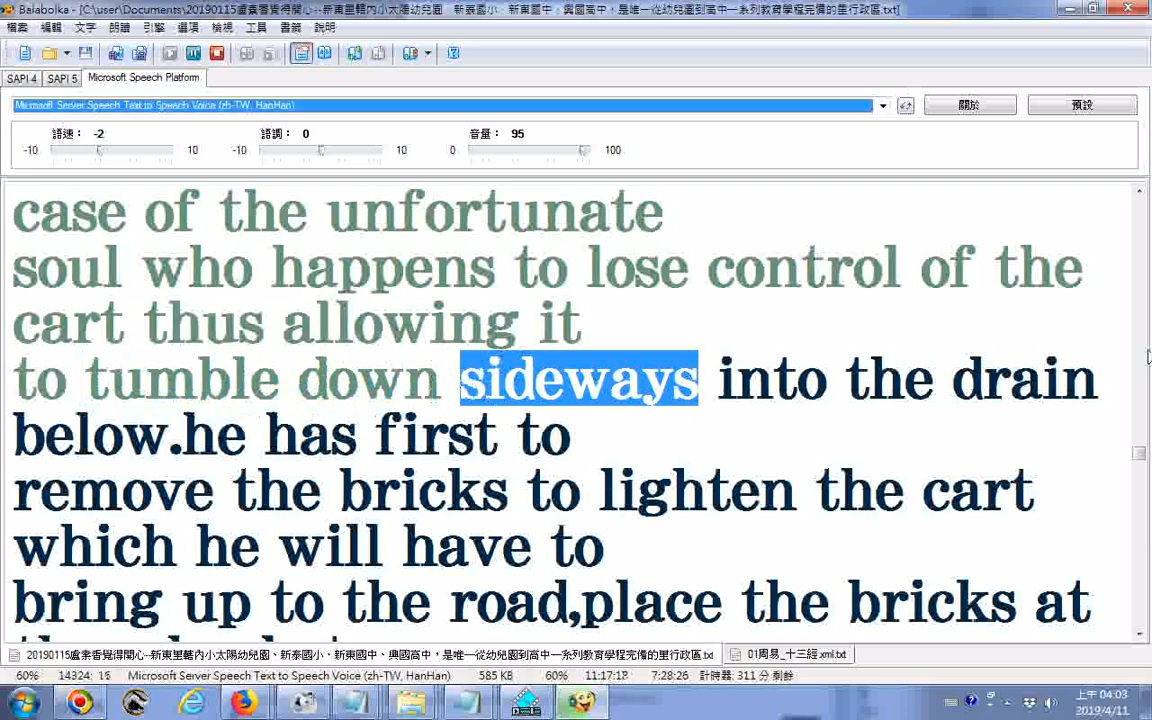 Balabolka - [C:\user\Documents\20190115盧素香覺得開心--新東里轄內小太陽幼兒園、新泰國小、新東國中、興國高中，是唯一從幼兒園到高中一系列教育學程完備的里行政區.txt]
檔案 編輯 文字 朗讀 引擎 選項 檢視 工具 書籤 說明
SAPI 4 SAPI 5 Microsoft Speech Platform
Microsoft Server Speech Text to Speech Voice (zh-TW, HanHan)
關於 預設
語速： -2 語調： 0 音量： 95
-10 10 -10 10 0 100
case of the unfortunate
soul who happens to lose control of the
cart thus allowing it
to tumble down sideways into the drain
below.he has first to
remove the bricks to lighten the cart
which he will have to
bring up to the road,place the bricks at
20190115盧素香覺得開心--新東里轄內小太陽幼兒園、新泰國小、新東國中、興國高中，是唯一從幼兒園到高中一系列教育學程完備的里行政區.txt 01周易_十三經.xml.txt
60% 14324: 15 Microsoft Server Speech Text to Speech Voice (zh-TW, HanHan) 585 KB 60% 11:17:18 7:28:26 計時器: 311 分 剩餘
上午 04:03
2019/4/11